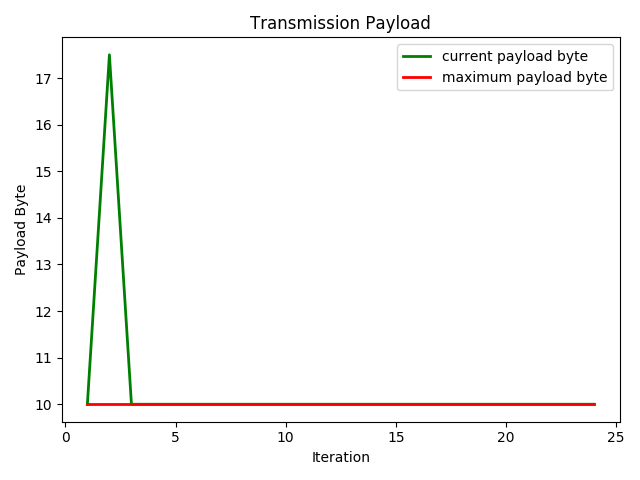 Transmission Payload
current payload byte
maximum payload byte
Payload Byte
17
16
15
14
13
12
11
10
0 5 10 15 20 25
Iteration